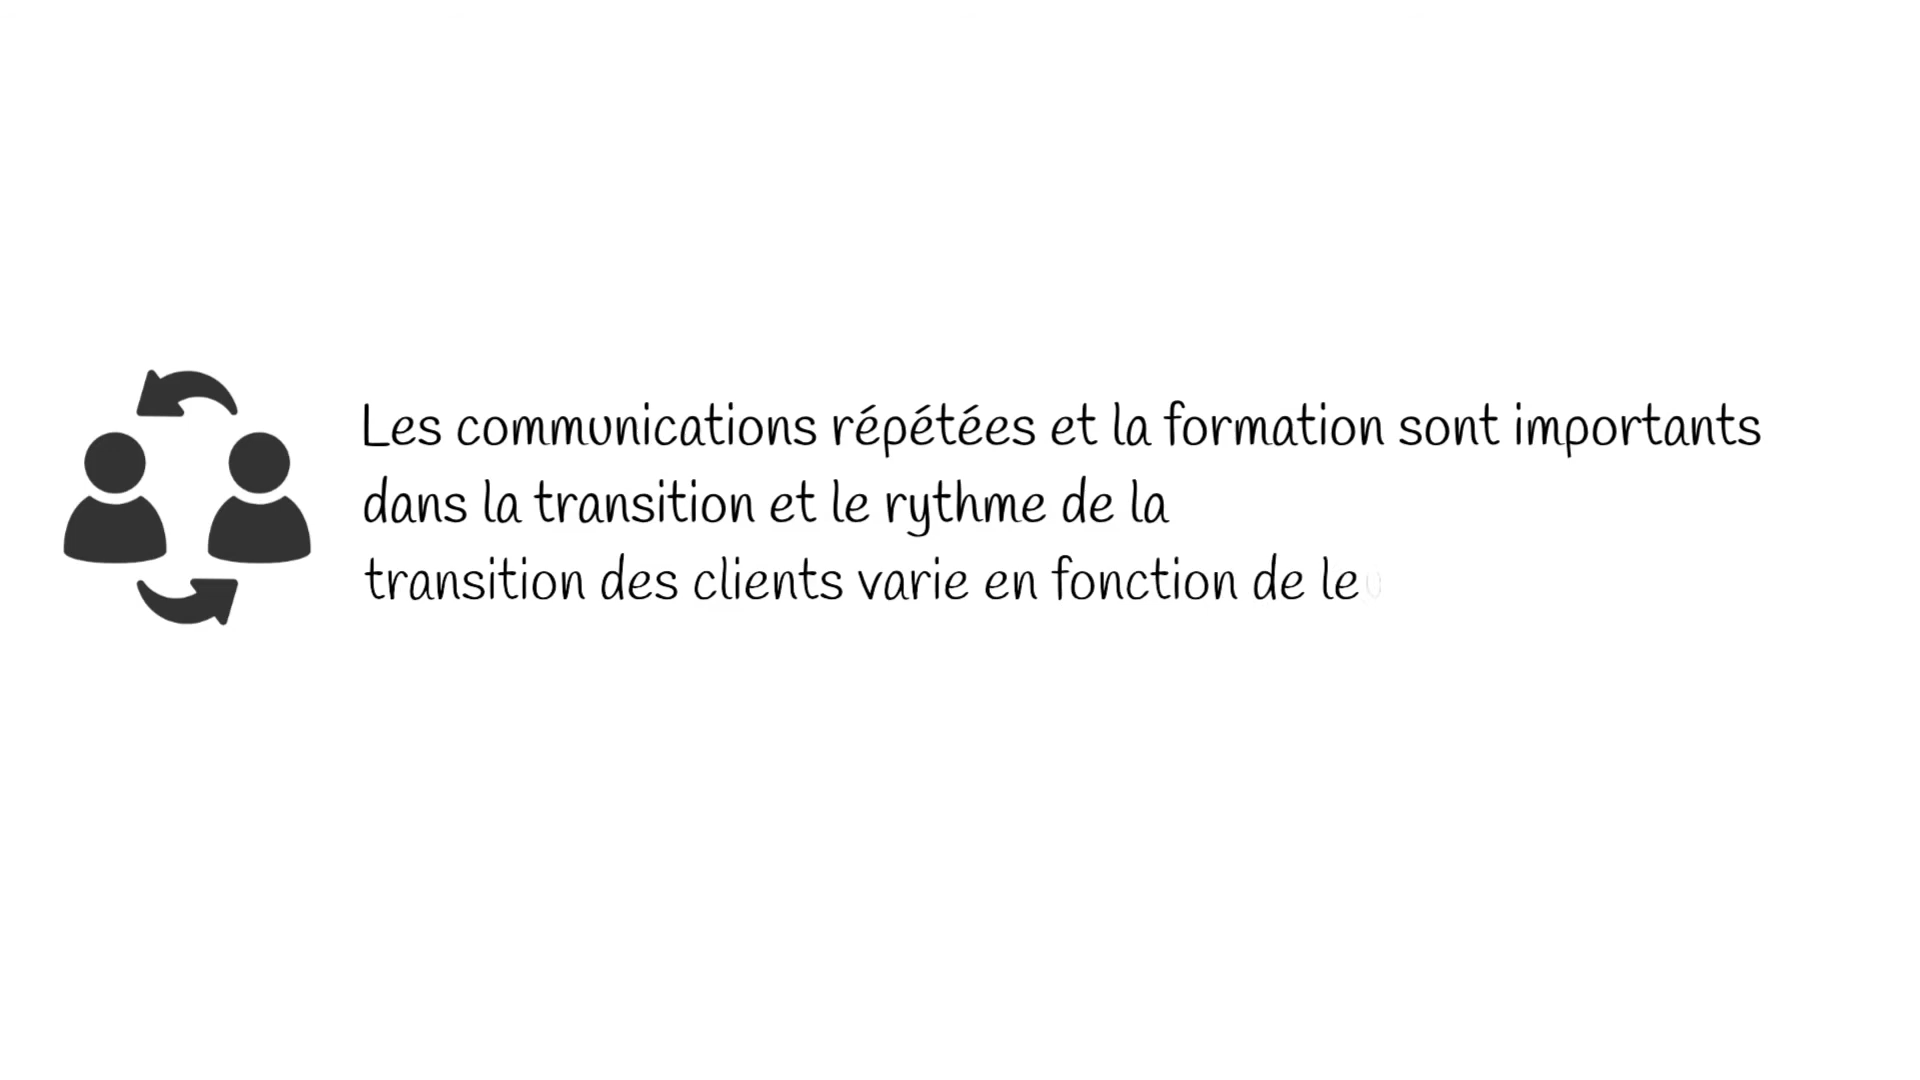 Les communications répétées et la formation sont importants
dans la transition et le rythme de la
transition des clients varie en fonction de leu